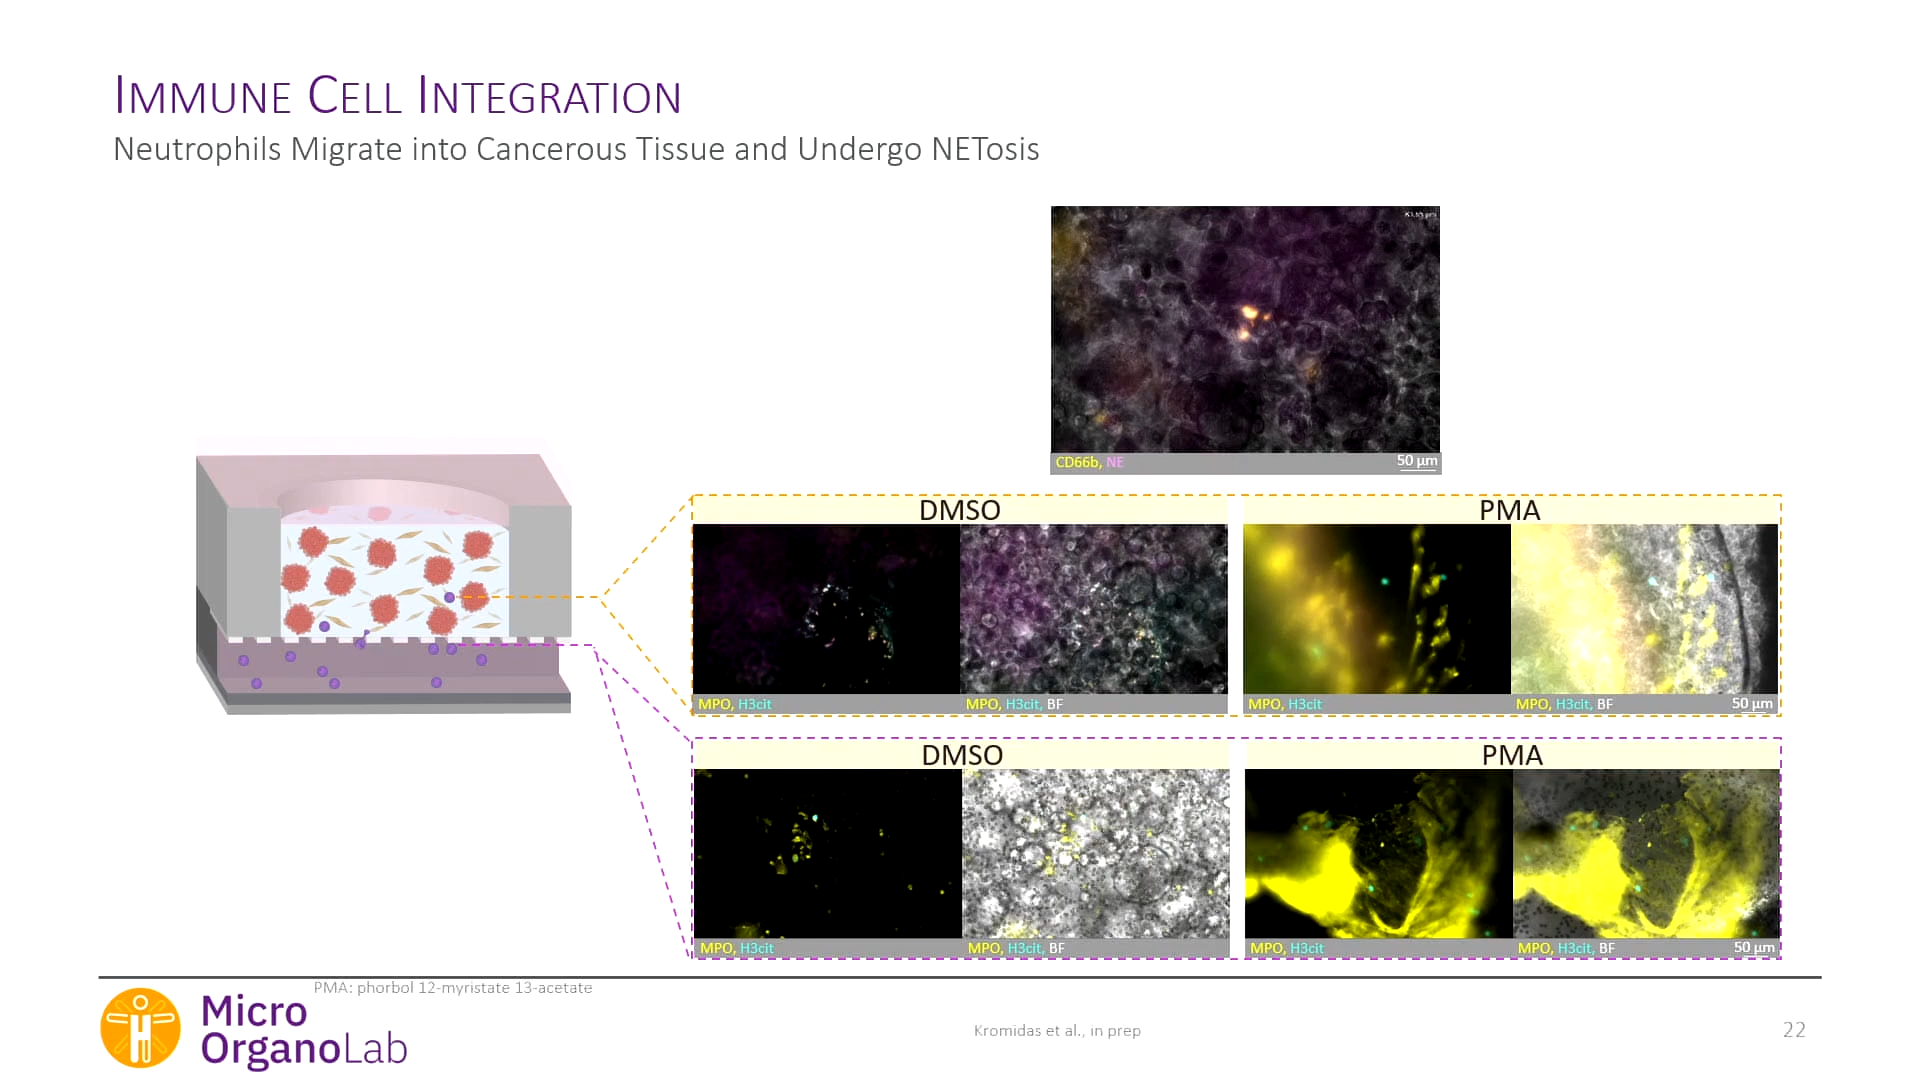 IMMUNE CELL INTEGRATION
Neutrophils Migrate into Cancerous Tissue and Undergo NETosis
CD66b, NE
50 µm
DMSO
PMA
MPO, H3cit
MPO, H3cit, BF
MPO, H3cit
MPO, H3cit, BF
50 µm
DMSO
PMA
MPO, H3cit
MPO, H3cit, BF
MPO, H3cit
MPO, H3cit, BF
50 µm
PMA: phorbol 12-myristate 13-acetate
Micro
OrganoLab
Kromidas et al., in prep
22